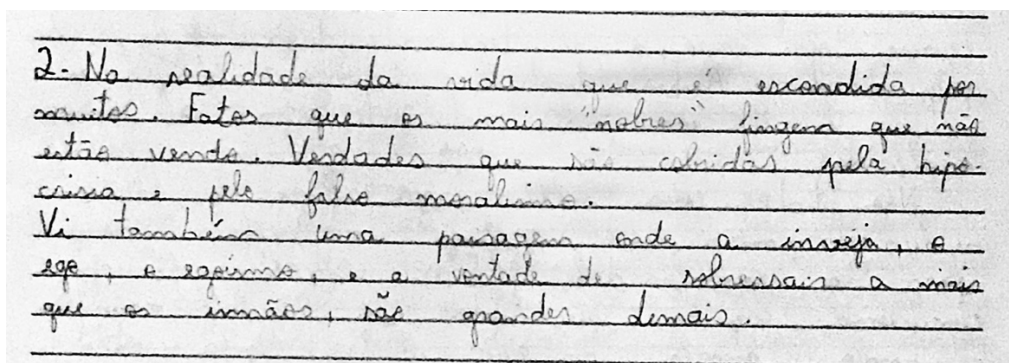 2- Na realidade da vida que é escondida por
muitos. Fatos que os mais "nobres" fingem que não
estão vendo. Verdades que são cobridas pela hipo-
crisia e pelo falso moralismo.
Vi também uma paisagem onde a inveja, o
ego, o egoísmo, e a vontade de sobressair a mais
que os irmãos, são grandes demais.